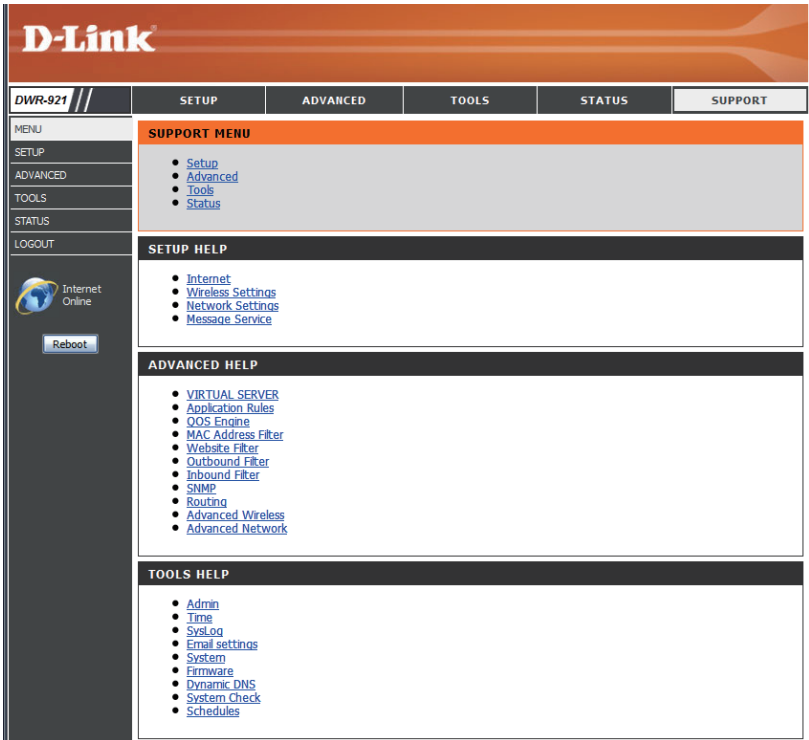 D-Link®
DWR-921
SETUP
ADVANCED
TOOLS
STATUS
SUPPORT
MENU
SETUP
ADVANCED
TOOLS
STATUS
LOGOUT
Internet
Online
Reboot
SUPPORT MENU
Setup
Advanced
Tools
Status
SETUP HELP
Internet
Wireless Settings
Network Settings
Message Service
ADVANCED HELP
VIRTUAL SERVER
Application Rules
QOS Engine
MAC Address Filter
Website Filter
Outbound Filter
Inbound Filter
SNMP
Routing
Advanced Wireless
Advanced Network
TOOLS HELP
Admin
Time
SysLog
Email settings
System
Firmware
Dynamic DNS
System Check
Schedules